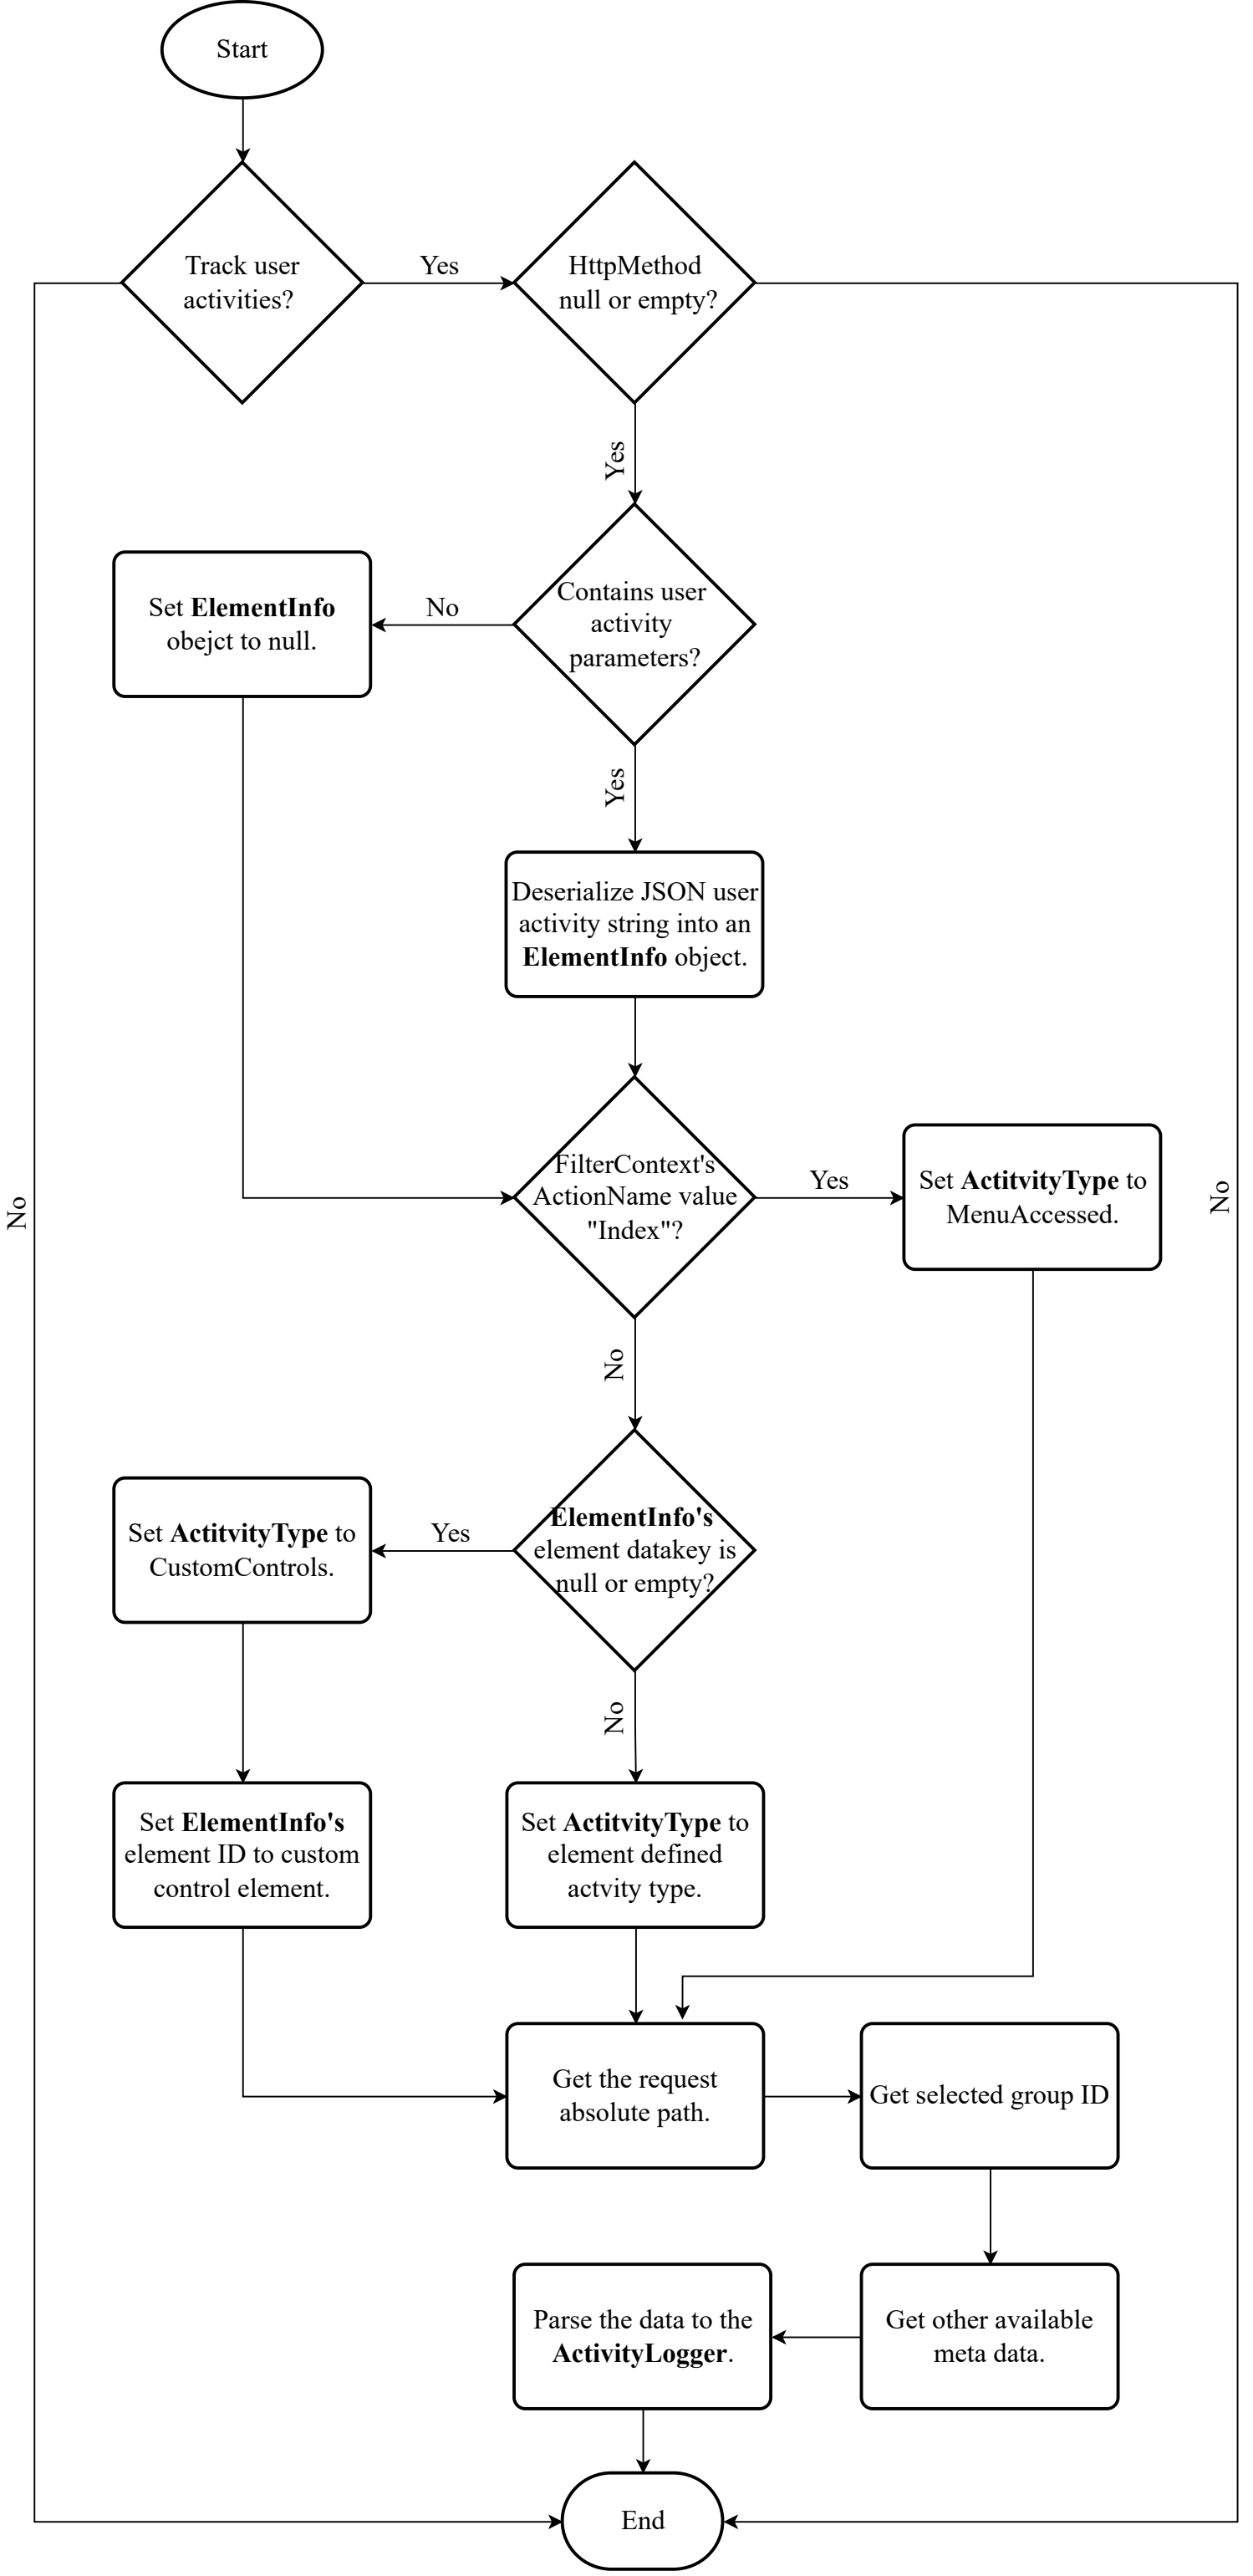 Start
Track user
activities?
Yes
HttpMethod
null or empty?
Yes
Set ElementInfo
obejct to null.
No
Contains user
activity
parameters?
Yes
Deserialize JSON user
activity string into an
ElementInfo object.
FilterContext's
ActionName value
"Index"?
Yes
Set ActitvityType to
MenuAccessed.
No
No
No
Set ActitvityType to
CustomControls.
Yes
ElementInfo's
element datakey is
null or empty?
No
Set ElementInfo's
element ID to custom
control element.
Set ActitvityType to
element defined
actvity type.
Get the request
absolute path.
Get selected group ID
Parse the data to the
ActivityLogger.
Get other available
meta data.
End